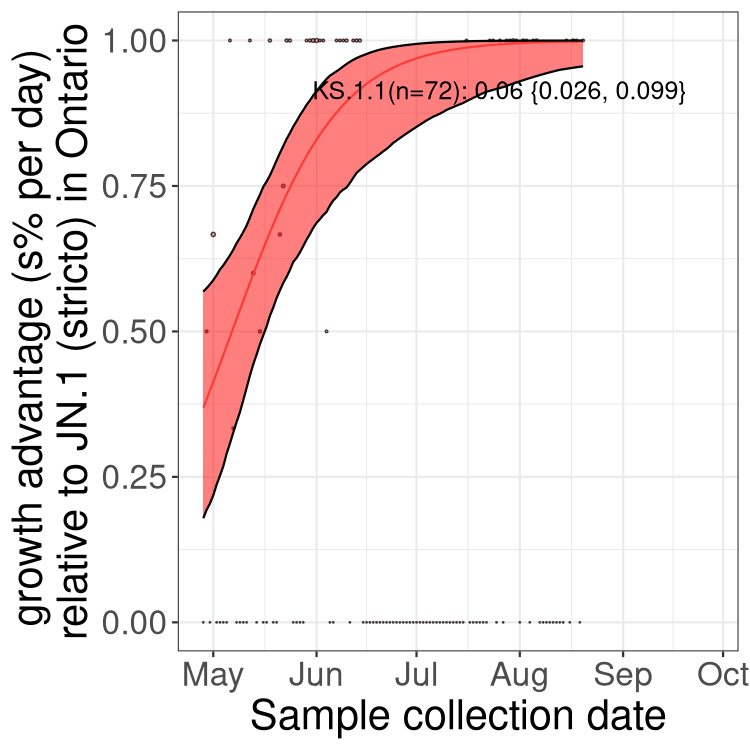 growth advantage (s% per day)
relative to JN.1 (stricto) in Ontario
1.00
0.75
0.50
0.25
0.00
KS.1.1(n=72): 0.06 {0.026, 0.099}
May Jun Jul Aug Sep Oct
Sample collection date